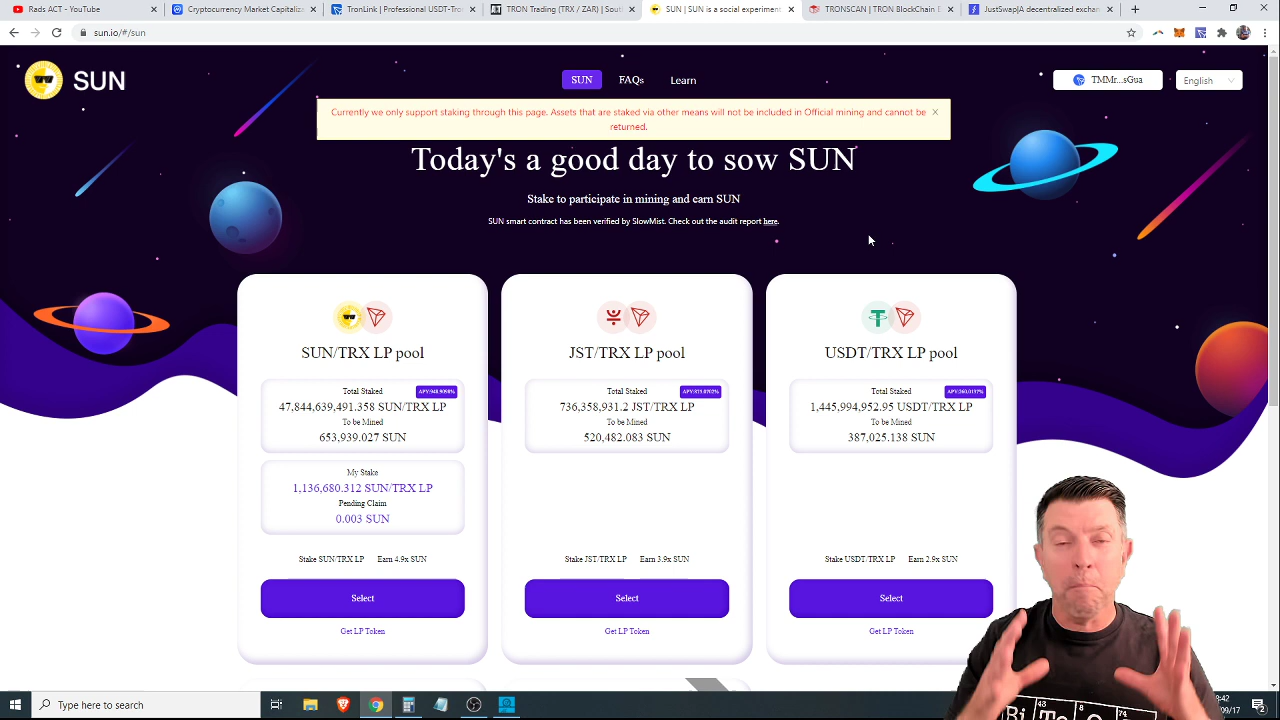 Rads ACT - YouTube
Cryptocurrency Market Capitaliz
TronLink | Professional USDT-Tro
TRON Trading (TRX / ZAR) | Sout
SUN | SUN is a social experiment
TRONSCAN | TRON BlockChain E
JustSwap|A decentralized exchan
sun.io/#/sun
SUN
SUN
FAQs
Learn
TMMr...sGua
English
Currently we only support staking through this page. Assets that are staked via other means will not be included in Official mining and cannot be
returned.
Today's a good day to sow SUN
Stake to participate in mining and earn SUN
SUN smart contract has been verified by SlowMist. Check out the audit report here.
SUN/TRX LP pool
Total Staked
47,844,639,491.358 SUN/TRX LP
To be Mined
653,939.027 SUN
My Stake
1,136,680.312 SUN/TRX LP
Pending Claim
0.003 SUN
Stake SUN/TRX LP Earn 4.9x SUN
Select
Get LP Token
JST/TRX LP pool
Total Staked
736,358,931.2 JST/TRX LP
To be Mined
520,482.083 SUN
Stake JST/TRX LP Earn 3.9x SUN
Select
Get LP Token
USDT/TRX LP pool
Total Staked
1,445,994,952.95 USDT/TRX LP
To be Mined
387,025.138 SUN
Stake USDT/TRX LP Earn 2.9x SUN
Select
Get LP Token
Type here to search